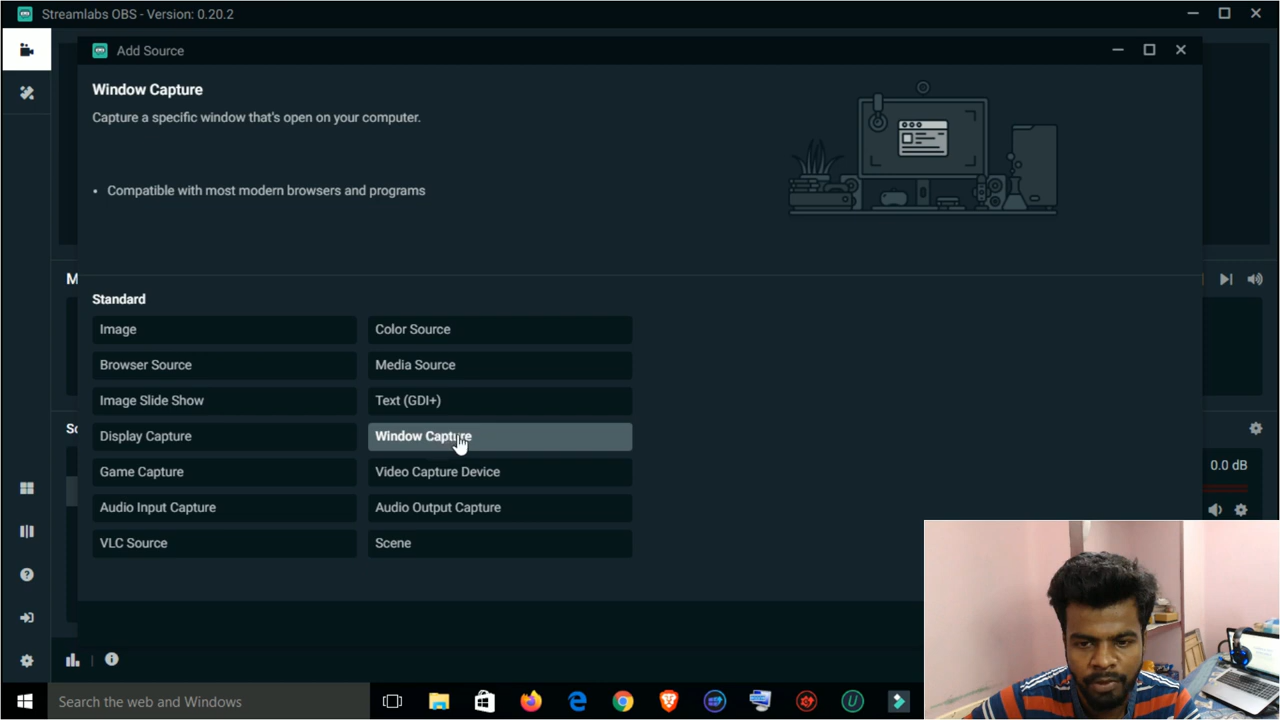 Streamlabs OBS - Version: 0.20.2
Add Source
Window Capture
Capture a specific window that's open on your computer.
• Compatible with most modern browsers and programs
M
Standard
Image
Color Source
Browser Source
Media Source
Image Slide Show
Text (GDI+)
So
Display Capture
Window Capture
Game Capture
Video Capture Device
0.0 dB
Audio Input Capture
Audio Output Capture
VLC Source
Scene
Search the web and Windows